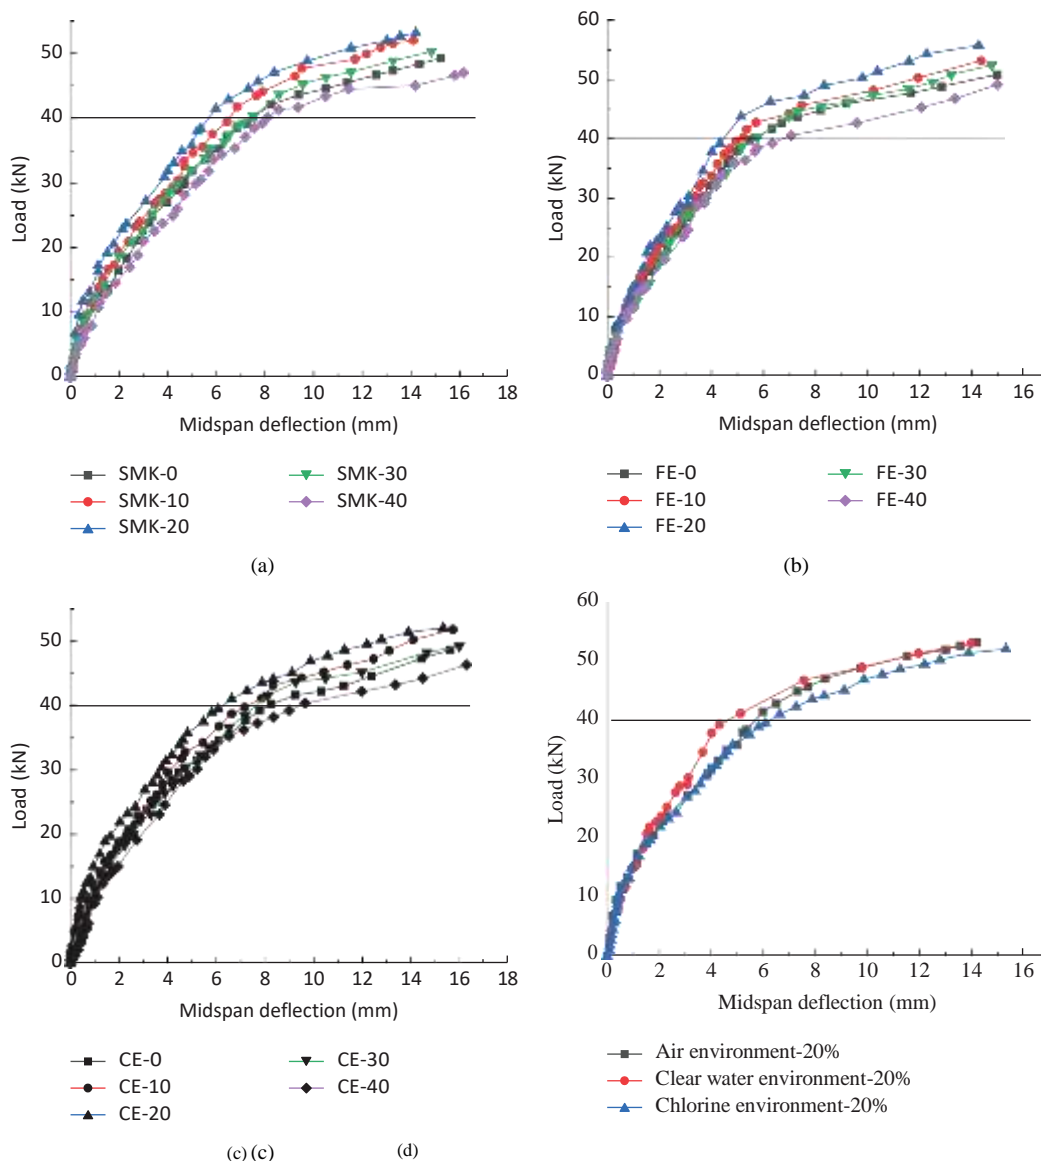 50
40
30
20
10
0
Load (kN)
0 2 4 6 8 10 12 14 16 18
Midspan deflection (mm)
SMK-0 SMK-30
SMK-10 SMK-40
SMK-20
(a)
60
50
40
30
20
10
0
Load (kN)
0 2 4 6 8 10 12 14 16
Midspan deflection (mm)
FE-0 FE-30
FE-10 FE-40
FE-20
(b)
50
40
30
20
10
0
Load (kN)
0 2 4 6 8 10 12 14 16 18
Midspan deflection (mm)
CE-0 CE-30
CE-10 CE-40
CE-20
(c) (c) (d)
60
50
40
30
20
10
0
Load (kN)
0 2 4 6 8 10 12 14 16
Midspan deflection (mm)
Air environment-20%
Clear water environment-20%
Chlorine environment-20%